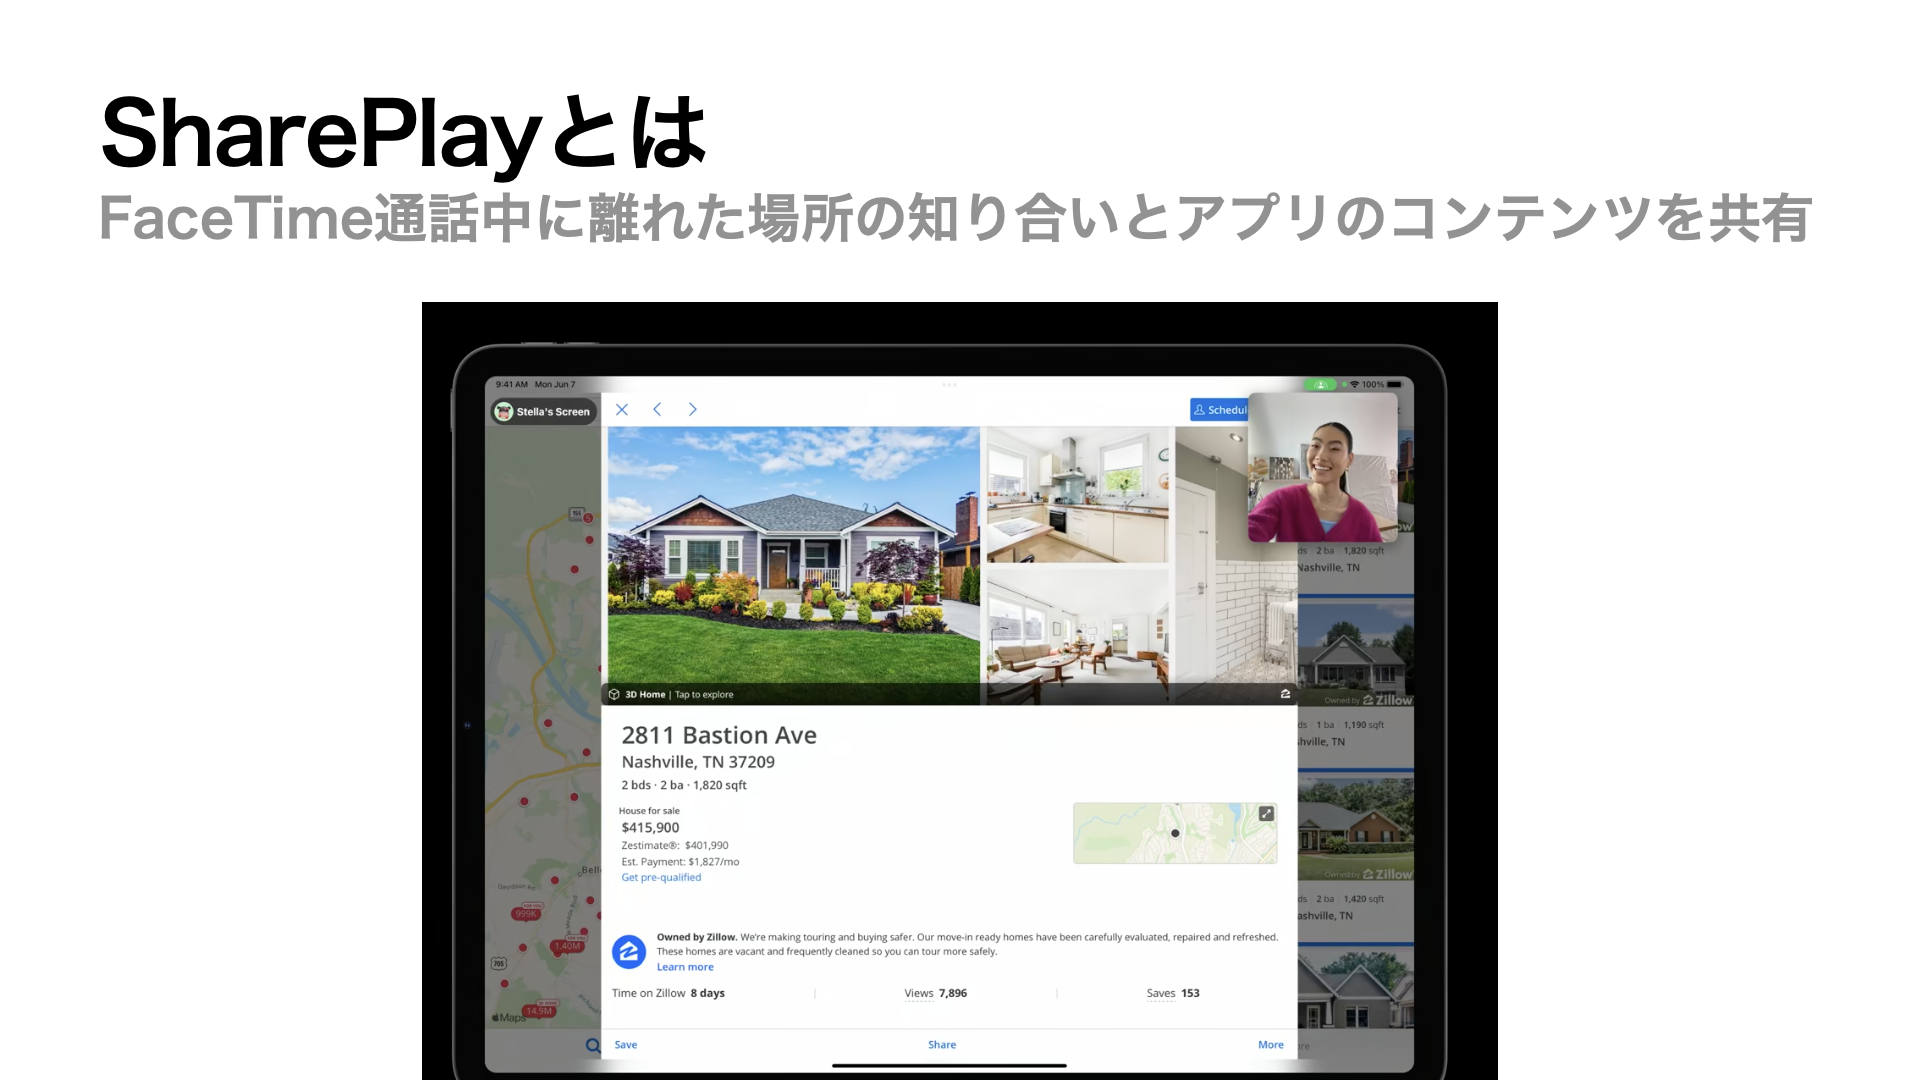 SharePlayとは
FaceTime通話中に離れた場所の知り合いとアプリのコンテンツを共有
9:41 AM Mon Jun 7
100%
Stella's Screen
Schedul
3D Home | Tap to explore
2811 Bastion Ave
Nashville, TN 37209
2 bds · 2 ba · 1,820 sqft
House for sale
$415,900
Zestimate®: $401,990
Est. Payment: $1,827/mo
Get pre-qualified
Owned by Zillow. We're making touring and buying safer. Our move-in ready homes have been carefully evaluated, repaired and refreshed.
These homes are vacant and frequently cleaned so you can tour more safely.
Learn more
Time on Zillow 8 days
Views 7,896
Saves 153
Save
Share
More
ds 2 ba 1,820 sqft
Nashville, TN
Owned by Zillow
ds 1 ba 1,190 sqft
shville, TN
Owned by Zillow
ds 2 ba 1,420 sqft
ashville, TN
Bell
999K
1.40M
705
14.9M
Maps